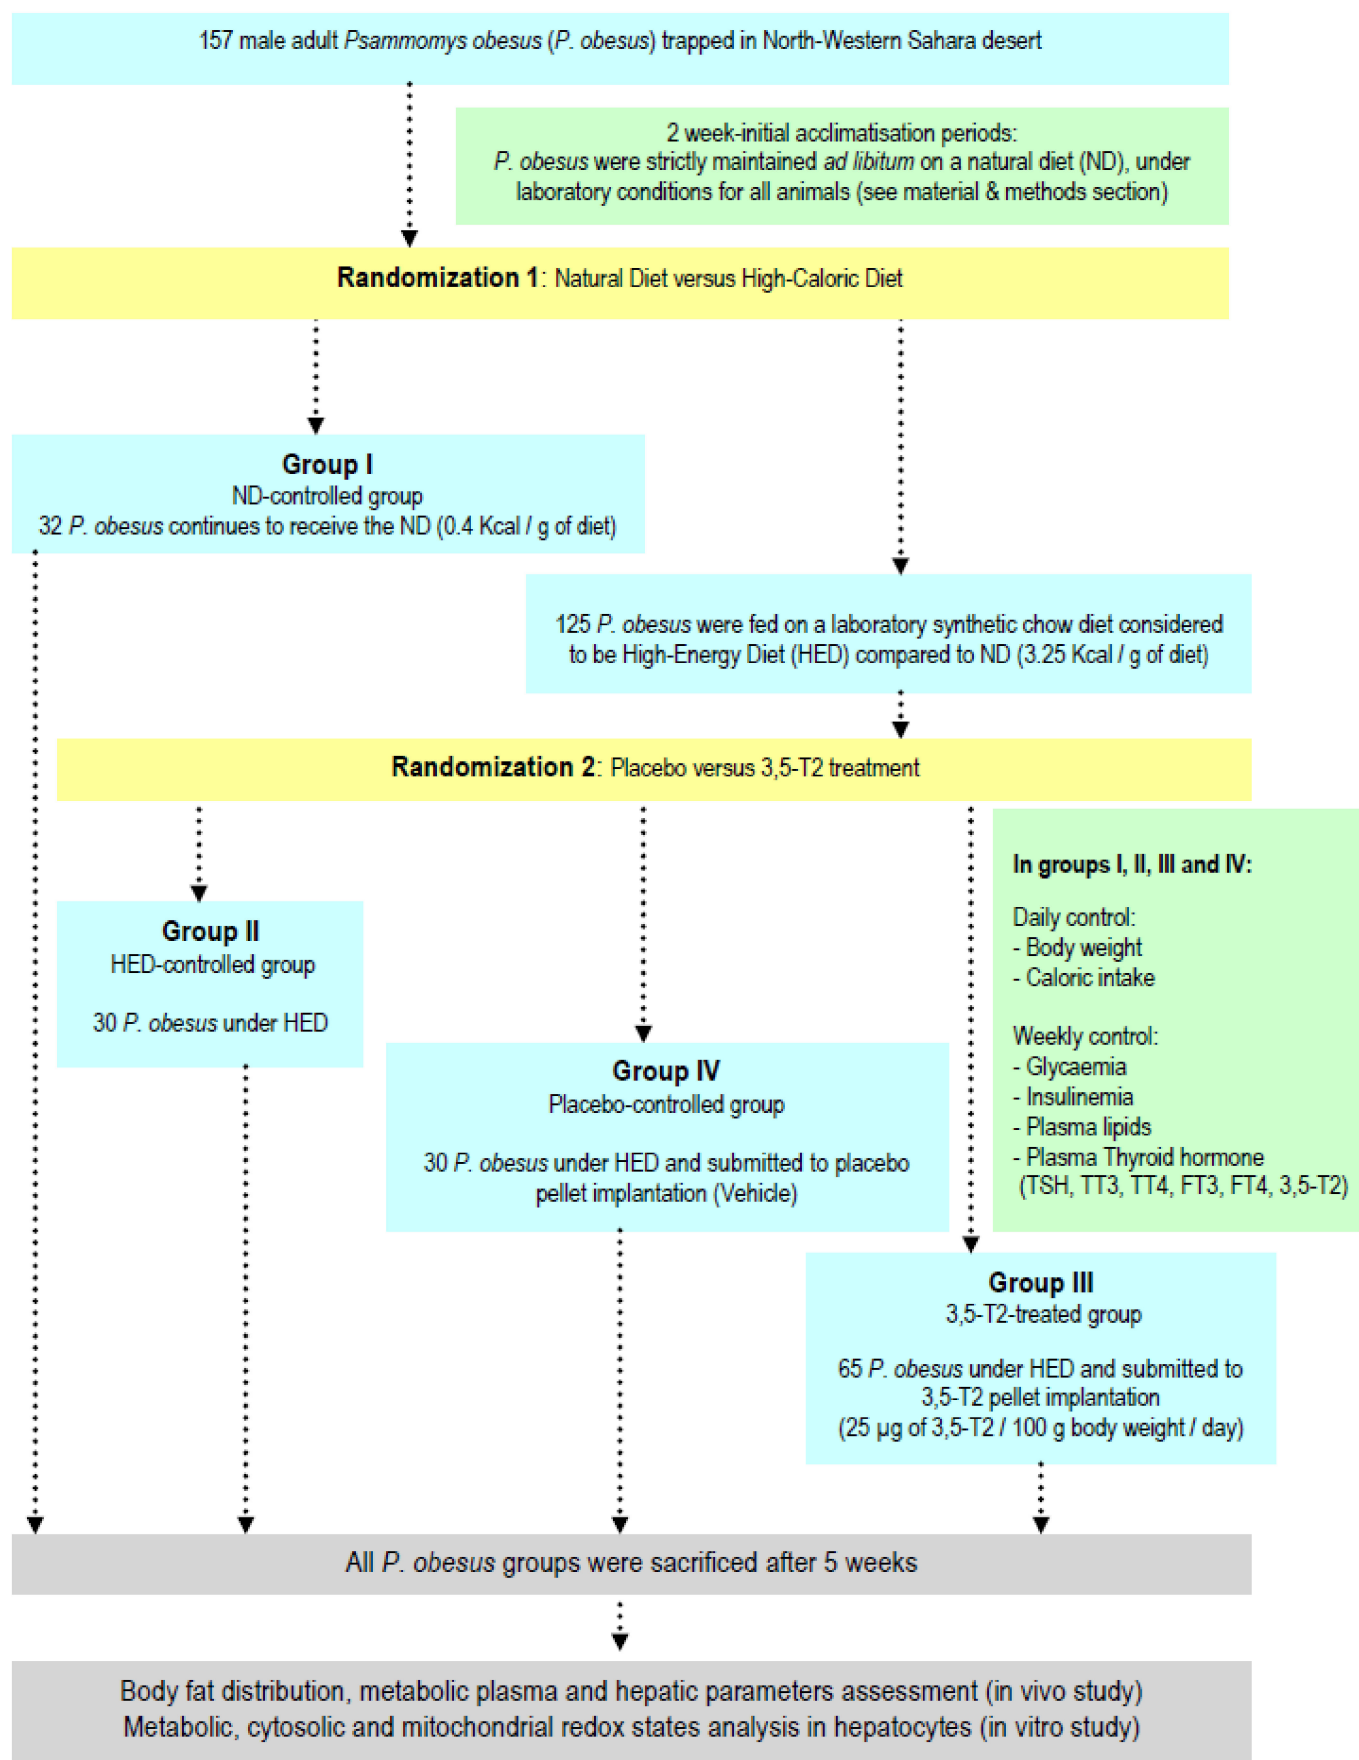 157 male adult Psammomys obesus (P. obesus) trapped in North-Western Sahara desert
2 week-initial acclimatisation periods:
P. obesus were strictly maintained ad libitum on a natural diet (ND), under
laboratory conditions for all animals (see material & methods section)
Randomization 1: Natural Diet versus High-Caloric Diet
Group I
ND-controlled group
32 P. obesus continues to receive the ND (0.4 Kcal / g of diet)
125 P. obesus were fed on a laboratory synthetic chow diet considered
to be High-Energy Diet (HED) compared to ND (3.25 Kcal / g of diet)
Randomization 2: Placebo versus 3,5-T2 treatment
Group II
HED-controlled group
30 P. obesus under HED
Group IV
Placebo-controlled group
30 P. obesus under HED and submitted to placebo
pellet implantation (Vehicle)
In groups I, II, III and IV:
Daily control:
- Body weight
- Caloric intake
Weekly control:
- Glycaemia
- Insulinemia
- Plasma lipids
- Plasma Thyroid hormone
(TSH, TT3, TT4, FT3, FT4, 3,5-T2)
Group III
3,5-T2-treated group
65 P. obesus under HED and submitted to
3,5-T2 pellet implantation
(25 µg of 3,5-T2 / 100 g body weight / day)
All P. obesus groups were sacrificed after 5 weeks
Body fat distribution, metabolic plasma and hepatic parameters assessment (in vivo study)
Metabolic, cytosolic and mitochondrial redox states analysis in hepatocytes (in vitro study)